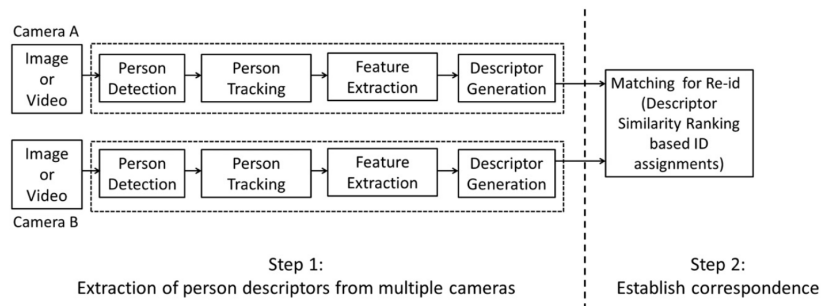 Camera A
Image
or
Video
Person
Detection
Person
Tracking
Feature
Extraction
Descriptor
Generation
Image
or
Video
Camera B
Person
Detection
Person
Tracking
Feature
Extraction
Descriptor
Generation
Matching for Re-id
(Descriptor
Similarity Ranking
based ID
assignments)
Step 1:
Extraction of person descriptors from multiple cameras
Step 2:
Establish correspondence